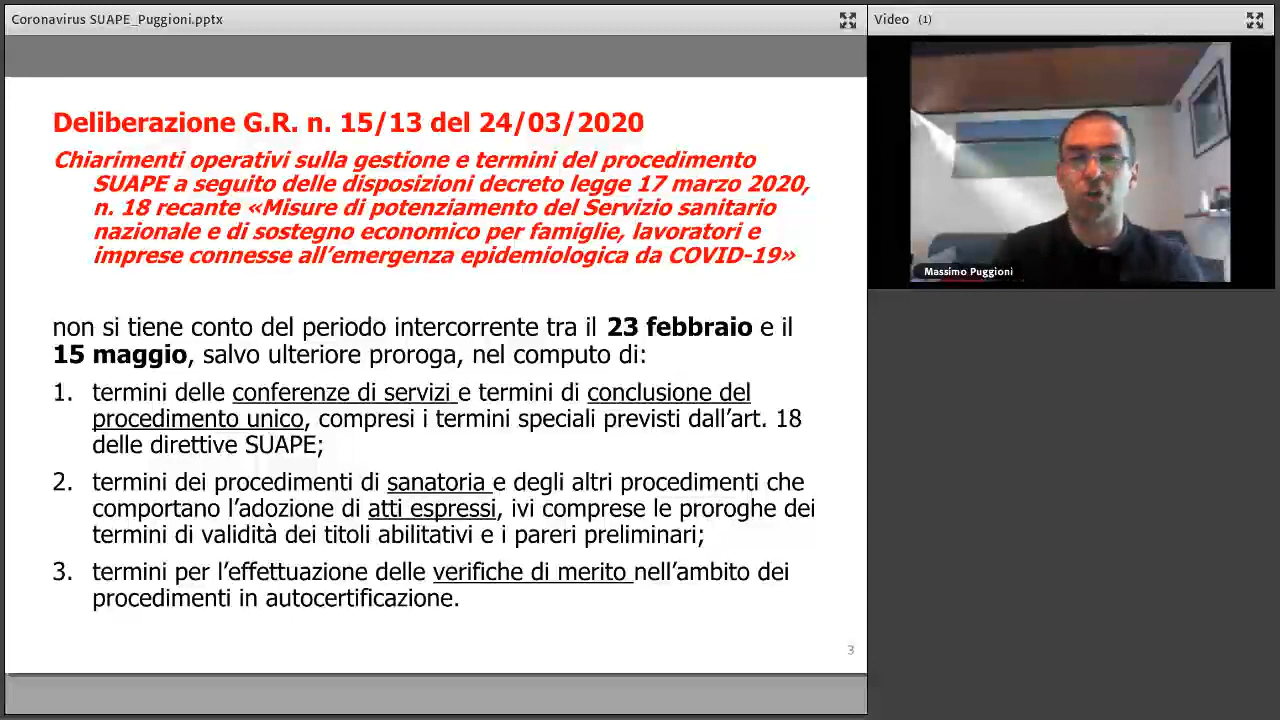 Coronavirus SUAPE_Puggioni.pptx
Video (1)
Deliberazione G.R. n. 15/13 del 24/03/2020
Chiarimenti operativi sulla gestione e termini del procedimento
SUAPE a seguito delle disposizioni decreto legge 17 marzo 2020,
n. 18 recante «Misure di potenziamento del Servizio sanitario
nazionale e di sostegno economico per famiglie, lavoratori e
imprese connesse all’emergenza epidemiologica da COVID-19»
Massimo Puggioni
non si tiene conto del periodo intercorrente tra il 23 febbraio e il
15 maggio, salvo ulteriore proroga, nel computo di:
1. termini delle conferenze di servizi e termini di conclusione del
procedimento unico, compresi i termini speciali previsti dall’art. 18
delle direttive SUAPE;
2. termini dei procedimenti di sanatoria e degli altri procedimenti che
comportano l’adozione di atti espressi, ivi comprese le proroghe dei
termini di validità dei titoli abilitativi e i pareri preliminari;
3. termini per l’effettuazione delle verifiche di merito nell’ambito dei
procedimenti in autocertificazione.
3